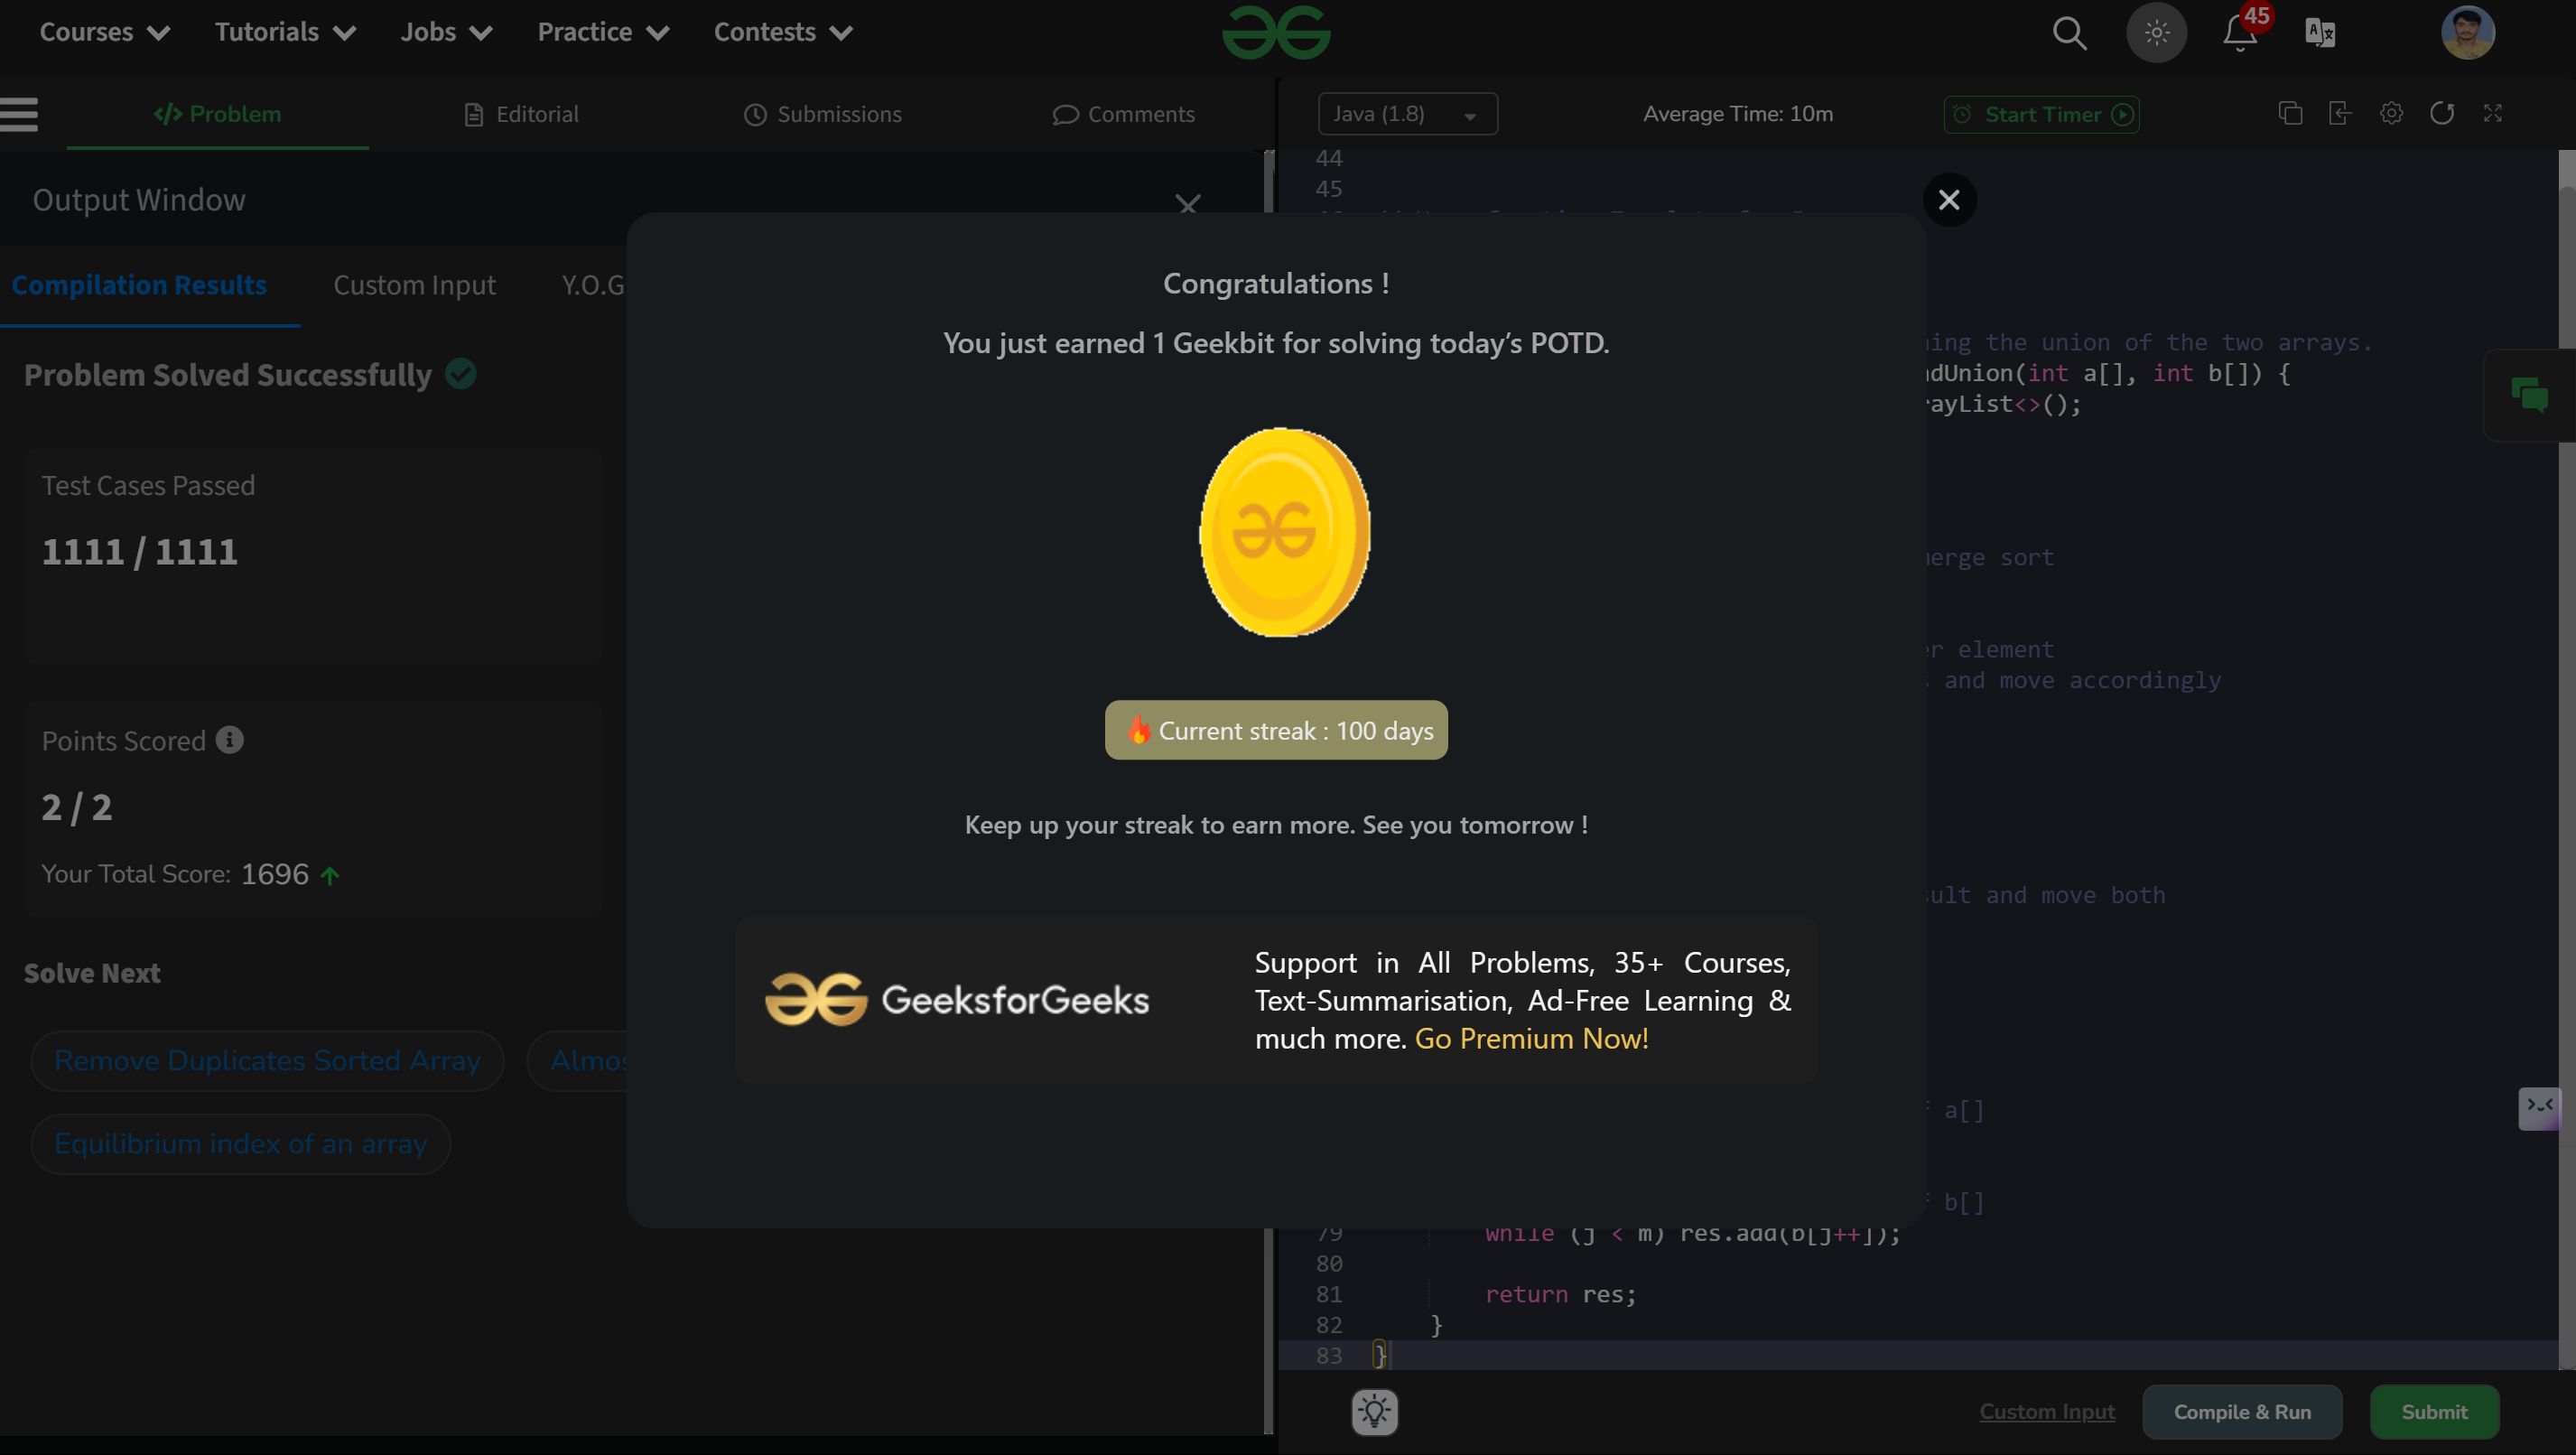 Courses Tutorials Jobs Practice Contests
45
Problem Editorial Submissions Comments
Java (1.8) Average Time: 10m Start Timer
Output Window
Compilation Results Custom Input Y.O.G
Problem Solved Successfully
Test Cases Passed
1111 / 1111
Points Scored
2 / 2
Your Total Score: 1696
Solve Next
Remove Duplicates Sorted Array
Equilibrium index of an array
Congratulations !
You just earned 1 Geekbit for solving today's POTD.
Current streak : 100 days
Keep up your streak to earn more. See you tomorrow !
GeeksforGeeks
Support in All Problems, 35+ Courses,
Text-Summarisation, Ad-Free Learning &
much more. Go Premium Now!
44
45
the union of the two arrays.
(int a[], int b[]) {
<>();
sort
element
and move accordingly
and move both
a[]
b[]
79 while (j < m) res.add(b[j++]);
80
81 return res;
82 }
83 }
Custom Input Compile & Run Submit